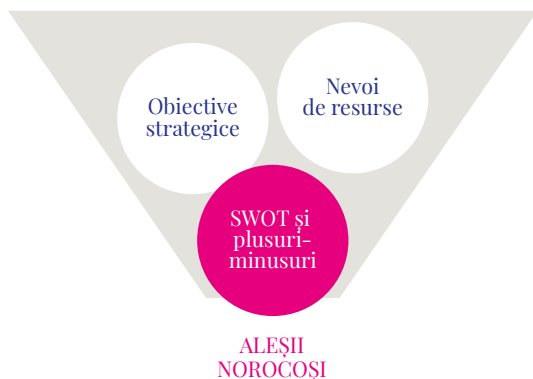 Obiective
strategice
Nevoi
de resurse
SWOT și
plusuri-
minusuri
ALEȘII
NOROCOȘI